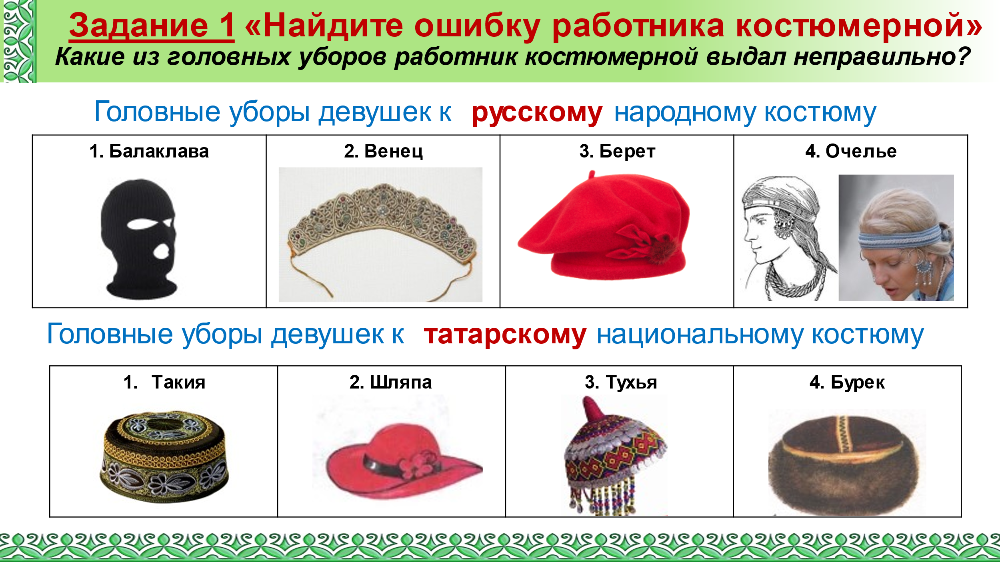 Задание 1 «Найдите ошибку работника костюмерной»
Какие из головных уборов работник костюмерной выдал неправильно?
Головные уборы девушек к русскому народному костюму
1. Балаклава
2. Венец
3. Берет
4. Очелье
Головные уборы девушек к татарскому национальному костюму
1. Такия
2. Шляпа
3. Тухья
4. Бурек